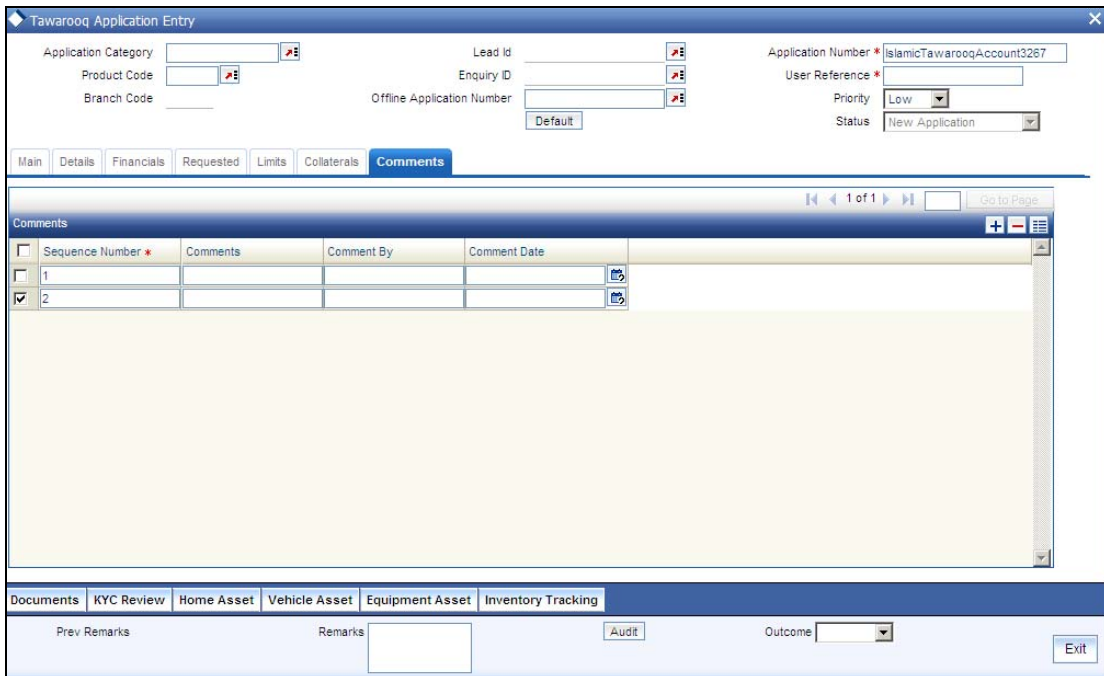 Tawarooq Application Entry
Application Category Lead Id Application Number * IslamicTawarooqAccount3267
Product Code Enquiry ID User Reference *
Branch Code Offline Application Number Priority Low
Default Status New Application
Main Details Financials Requested Limits Collaterals Comments
1 of 1 Go to Page
Comments
Sequence Number * Comments Comment By Comment Date
1
2
Documents KYC Review Home Asset Vehicle Asset Equipment Asset Inventory Tracking
Prev Remarks Remarks Audit Outcome
Exit